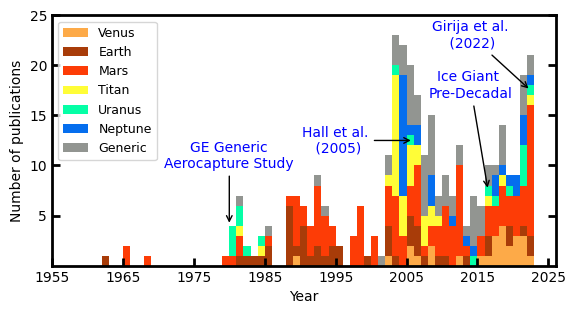 25
20
15
10
5
Number of publications
Venus
Earth
Mars
Titan
Uranus
Neptune
Generic
Girija et al.
(2022)
Ice Giant
Pre-Decadal
Hall et al.
(2005)
GE Generic
Aerocapture Study
1955 1965 1975 1985 1995 2005 2015 2025
Year